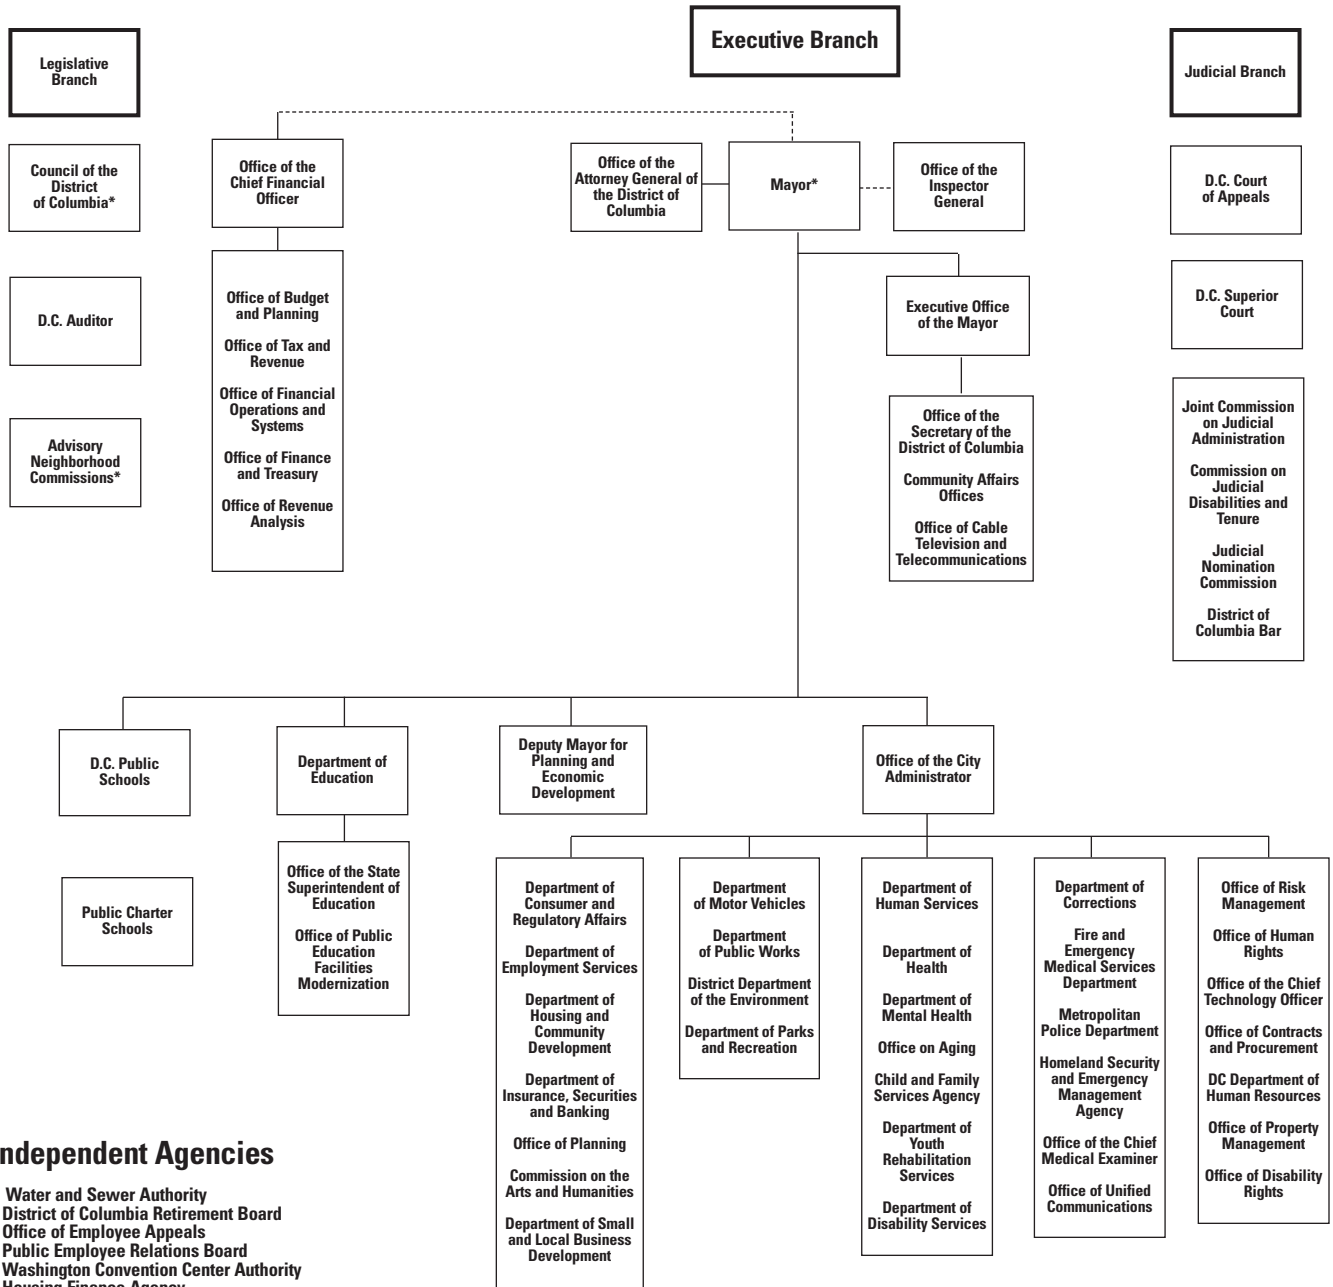 Executive Branch
Legislative
Branch
Judicial Branch
Council of the
District
of Columbia*
D.C. Auditor
Advisory
Neighborhood
Commissions*
Office of the
Chief Financial
Officer
Office of Budget
and Planning
Office of Tax and
Revenue
Office of Financial
Operations and
Systems
Office of Finance
and Treasury
Office of Revenue
Analysis
Office of the
Attorney General of
the District of
Columbia
Mayor*
Office of the
Inspector
General
Executive Office
of the Mayor
Office of the
Secretary of the
District of Columbia
Community Affairs
Offices
Office of Cable
Television and
Telecommunications
D.C. Court
of Appeals
D.C. Superior
Court
Joint Commission
on Judicial
Administration
Commission on
Judicial
Disabilities and
Tenure
Judicial
Nomination
Commission
District of
Columbia Bar
D.C. Public
Schools
Public Charter
Schools
Department of
Education
Office of the State
Superintendent of
Education
Office of Public
Education
Facilities
Modernization
Deputy Mayor for
Planning and
Economic
Development
Office of the City
Administrator
Department of
Consumer and
Regulatory Affairs
Department of
Employment Services
Department of
Housing and
Community
Development
Department of
Insurance, Securities
and Banking
Office of Planning
Commission on the
Arts and Humanities
Department of Small
and Local Business
Development
Department
of Motor Vehicles
Department
of Public Works
District Department
of the Environment
Department of Parks
and Recreation
Department of
Human Services
Department of
Health
Department of
Mental Health
Office on Aging
Child and Family
Services Agency
Department of
Youth
Rehabilitation
Services
Department of
Disability Services
Department of
Corrections
Fire and
Emergency
Medical Services
Department
Metropolitan
Police Department
Homeland Security
and Emergency
Management
Agency
Office of the Chief
Medical Examiner
Office of Unified
Communications
Office of Risk
Management
Office of Human
Rights
Office of the Chief
Technology Officer
Office of Contracts
and Procurement
DC Department of
Human Resources
Office of Property
Management
Office of Disability
Rights
ndependent Agencies
Water and Sewer Authority
District of Columbia Retirement Board
Office of Employee Appeals
Public Employee Relations Board
Washington Convention Center Authority
Housing Finance Agency